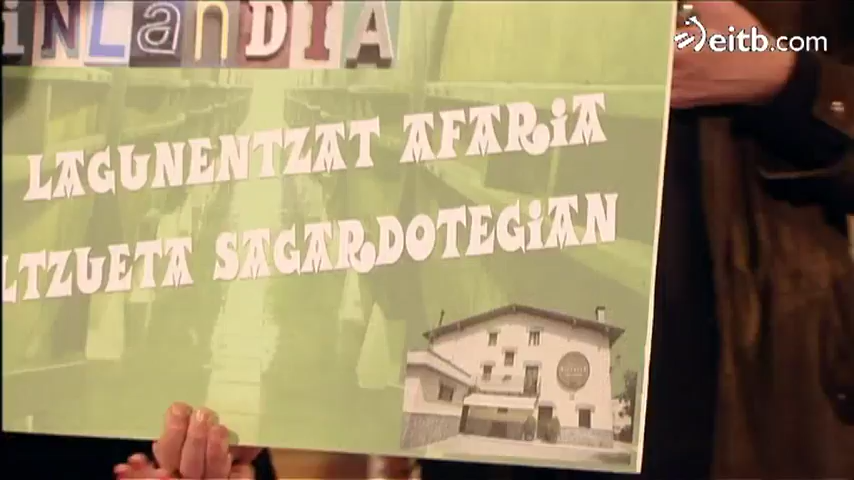 eitb.com
INLaNDIA
LAGUNENTZAT AFARiA
LTZUETA SAGARDOTEGiAN